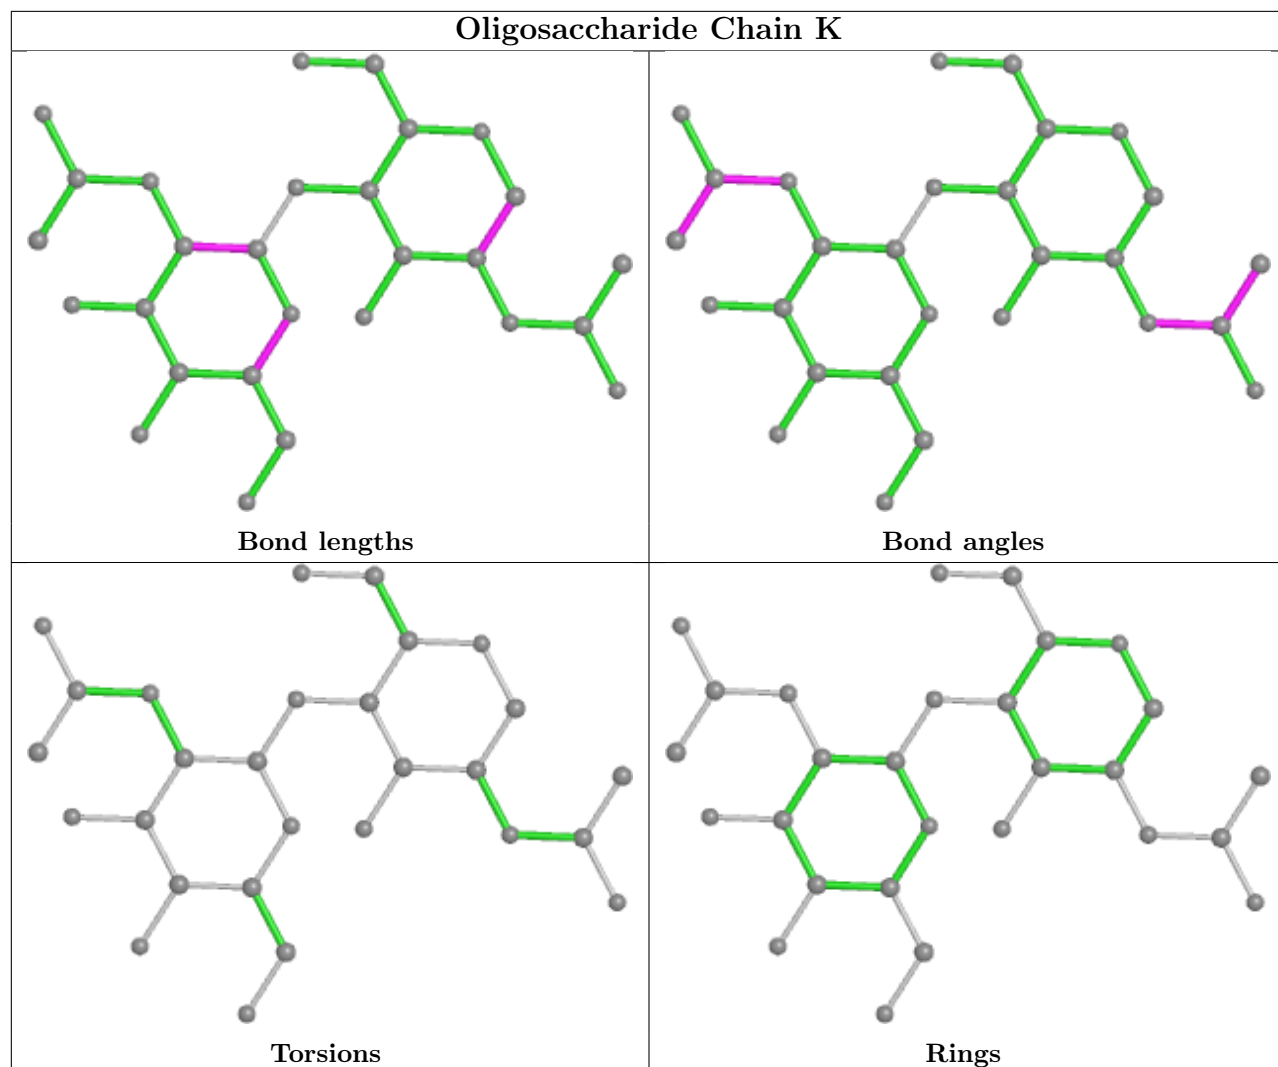 Oligosaccharide Chain K
Bond lengths
Bond angles
Torsions
Rings